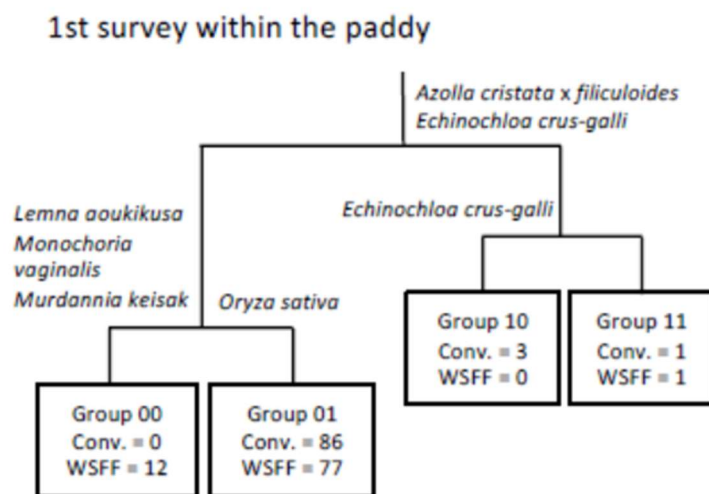 1st survey within the paddy
Azolla cristata x filiculoides
Echinochloa crus-galli
Lemna aoukikusa
Monochoria
vaginalis
Murdannia keisak
Oryza sativa
Echinochloa crus-galli
Group 10
Conv. = 3
WSFF = 0
Group 11
Conv. = 1
WSFF = 1
Group 00
Conv. = 0
WSFF = 12
Group 01
Conv. = 86
WSFF = 77